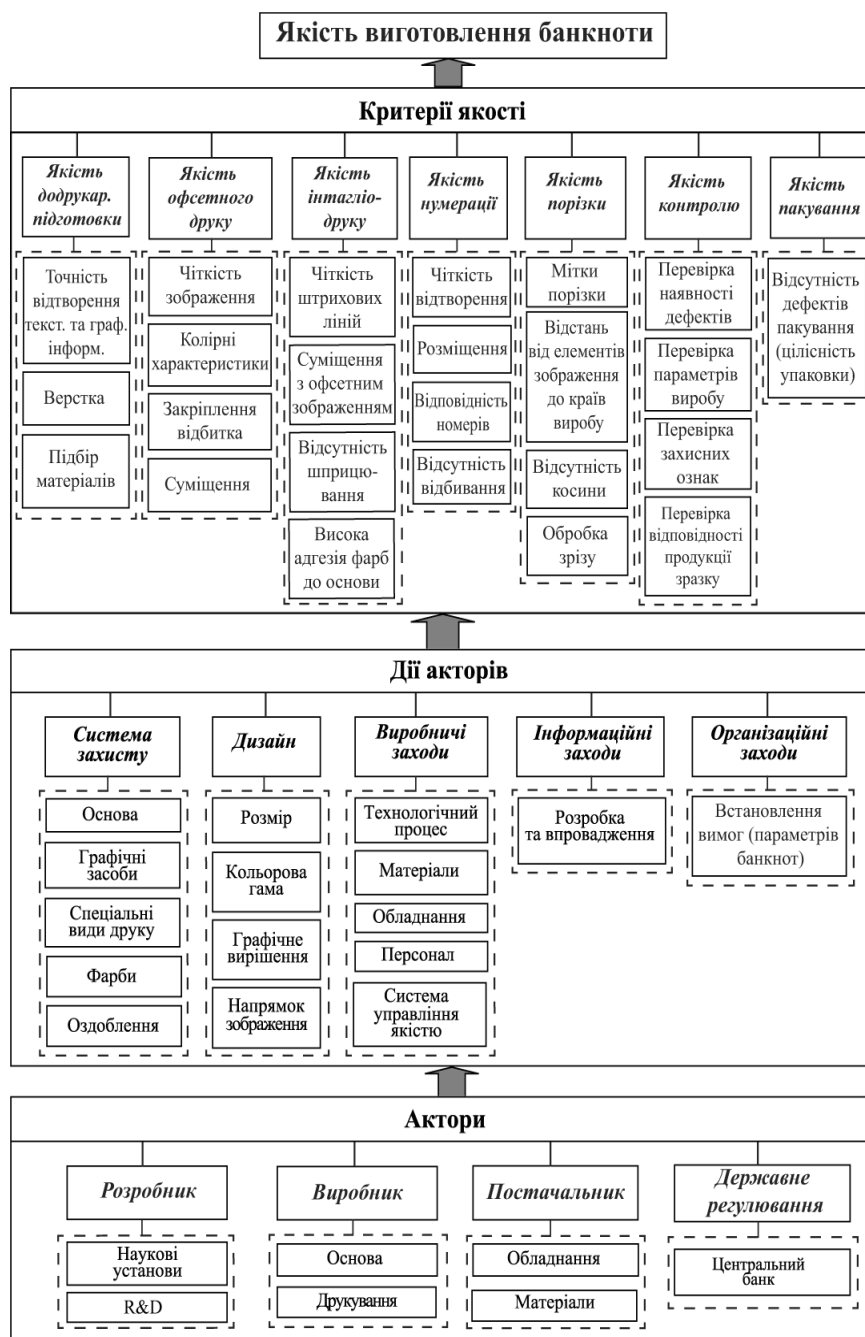 Якість виготовлення банкноти
Критерії якості
Якість
додрукар.
підготовки
Точність
відтворення
текст. та граф.
інформ.
Верстка
Підбір
матеріалів
Якість
офсетного
друку
Чіткість
зображення
Колірні
характеристики
Закріплення
відбитка
Суміщення
Якість
інтагліо-
друку
Чіткість
штрихових
ліній
Суміщення
з офсетним
зображенням
Відсутність
шприцю-
вання
Висока
адгезія фарб
до основи
Якість
нумерації
Чіткість
відтворення
Розміщення
Відповідність
номерів
Відсутність
відбивання
Якість
порізки
Мітки
порізки
Відстань
від елементів
зображення
до країв
виробу
Відсутність
косини
Обробка
зрізу
Якість
контролю
Перевірка
наявності
дефектів
Перевірка
параметрів
виробу
Перевірка
захисних
ознак
Перевірка
відповідності
продукції
зразку
Якість
пакування
Відсутність
дефектів
пакування
(цілісність
упаковки)
Дії акторів
Система
захисту
Основа
Графічні
засоби
Спеціальні
види друку
Фарби
Оздоблення
Дизайн
Розмір
Кольорова
гама
Графічне
вирішення
Напрямок
зображення
Виробничі
заходи
Технологічний
процес
Матеріали
Обладнання
Персонал
Система
управління
якістю
Інформаційні
заходи
Розробка
та впровадження
Організаційні
заходи
Встановлення
вимог (параметрів
банкнот)
Актори
Розробник
Наукові
установи
R&D
Виробник
Основа
Друкування
Постачальник
Обладнання
Матеріали
Державне
регулювання
Центральний
банк